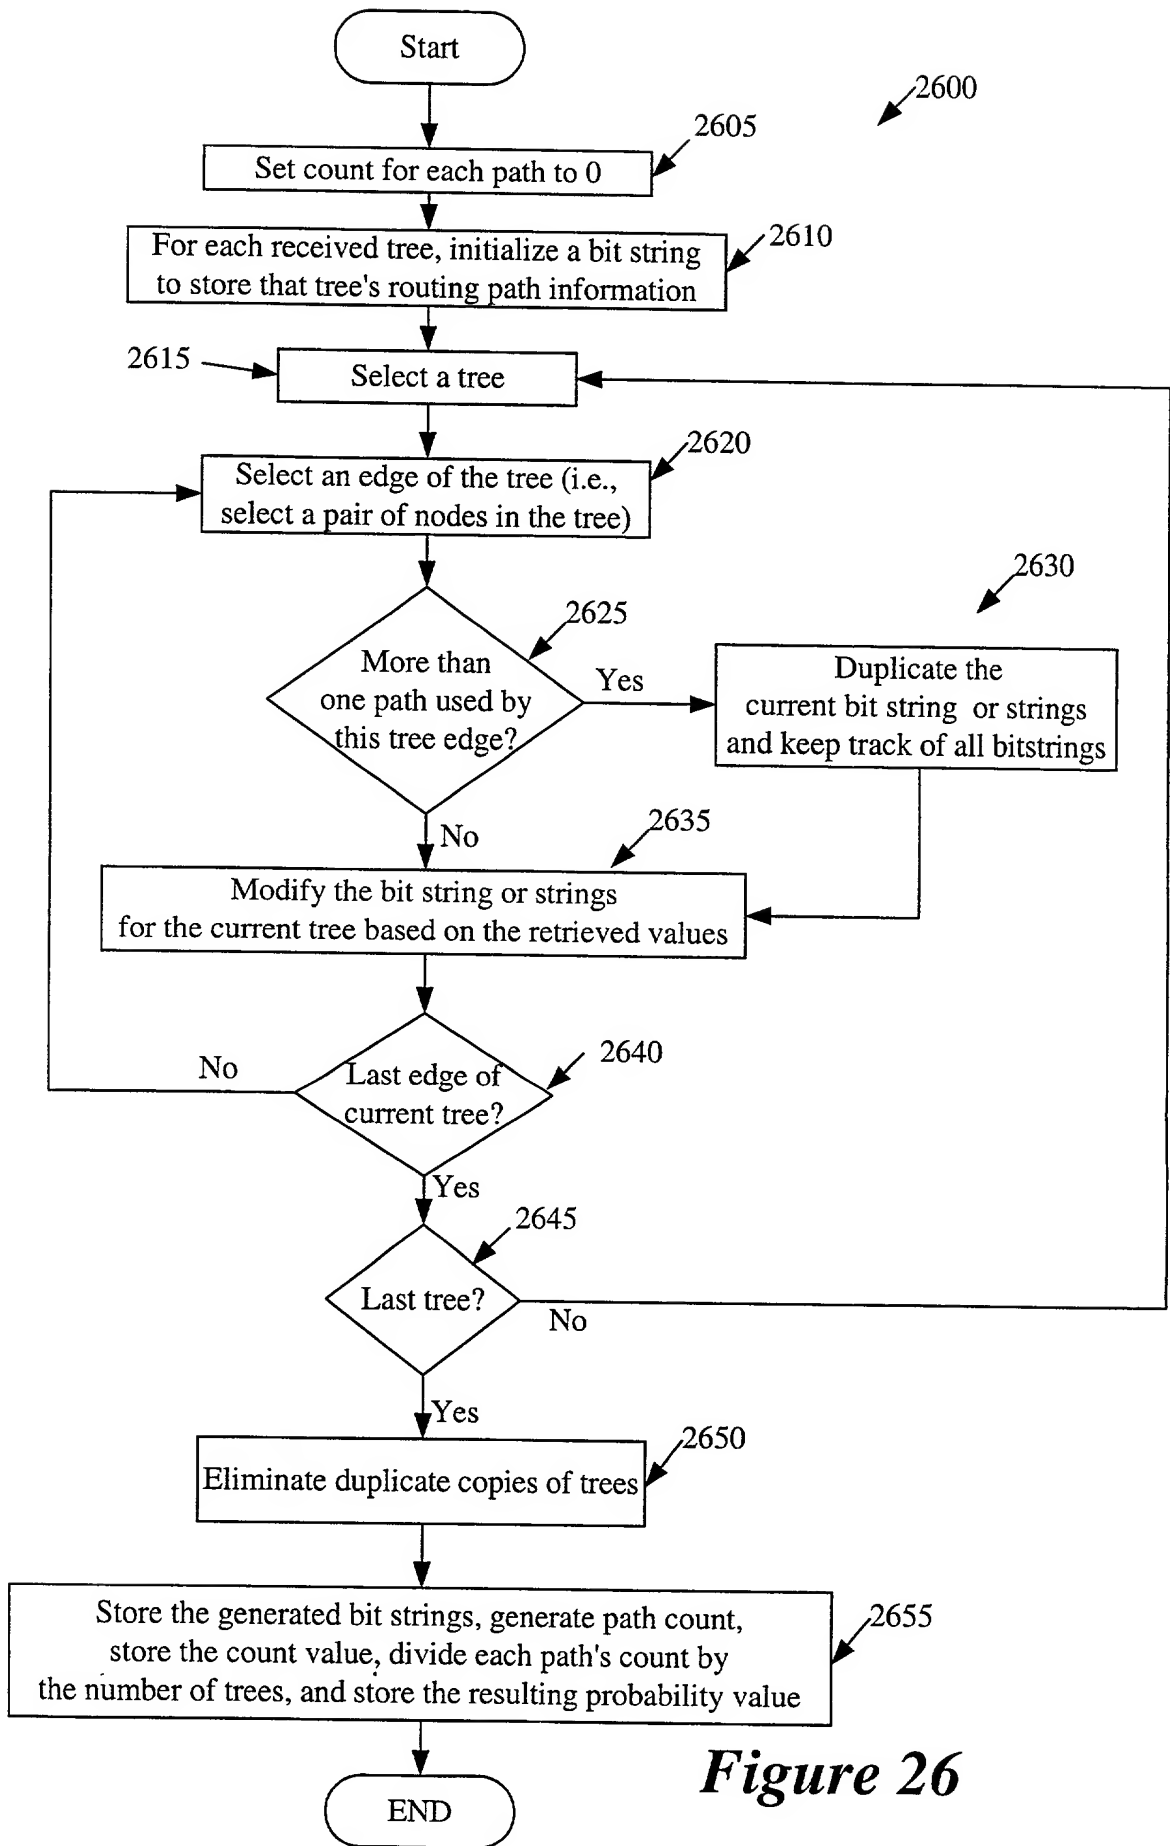 Start
2600
2605
Set count for each path to 0
2610
For each received tree, initialize a bit string
to store that tree's routing path information
2615
Select a tree
2620
Select an edge of the tree (i.e.,
select a pair of nodes in the tree)
2630
2625
More than
one path used by
this tree edge?
Yes
Duplicate the
current bit string or strings
and keep track of all bitstrings
No
2635
Modify the bit string or strings
for the current tree based on the retrieved values
No
2640
Last edge of
current tree?
Yes
2645
Last tree?
No
Yes
2650
Eliminate duplicate copies of trees
2655
Store the generated bit strings, generate path count,
store the count value, divide each path's count by
the number of trees, and store the resulting probability value
Figure 26
END